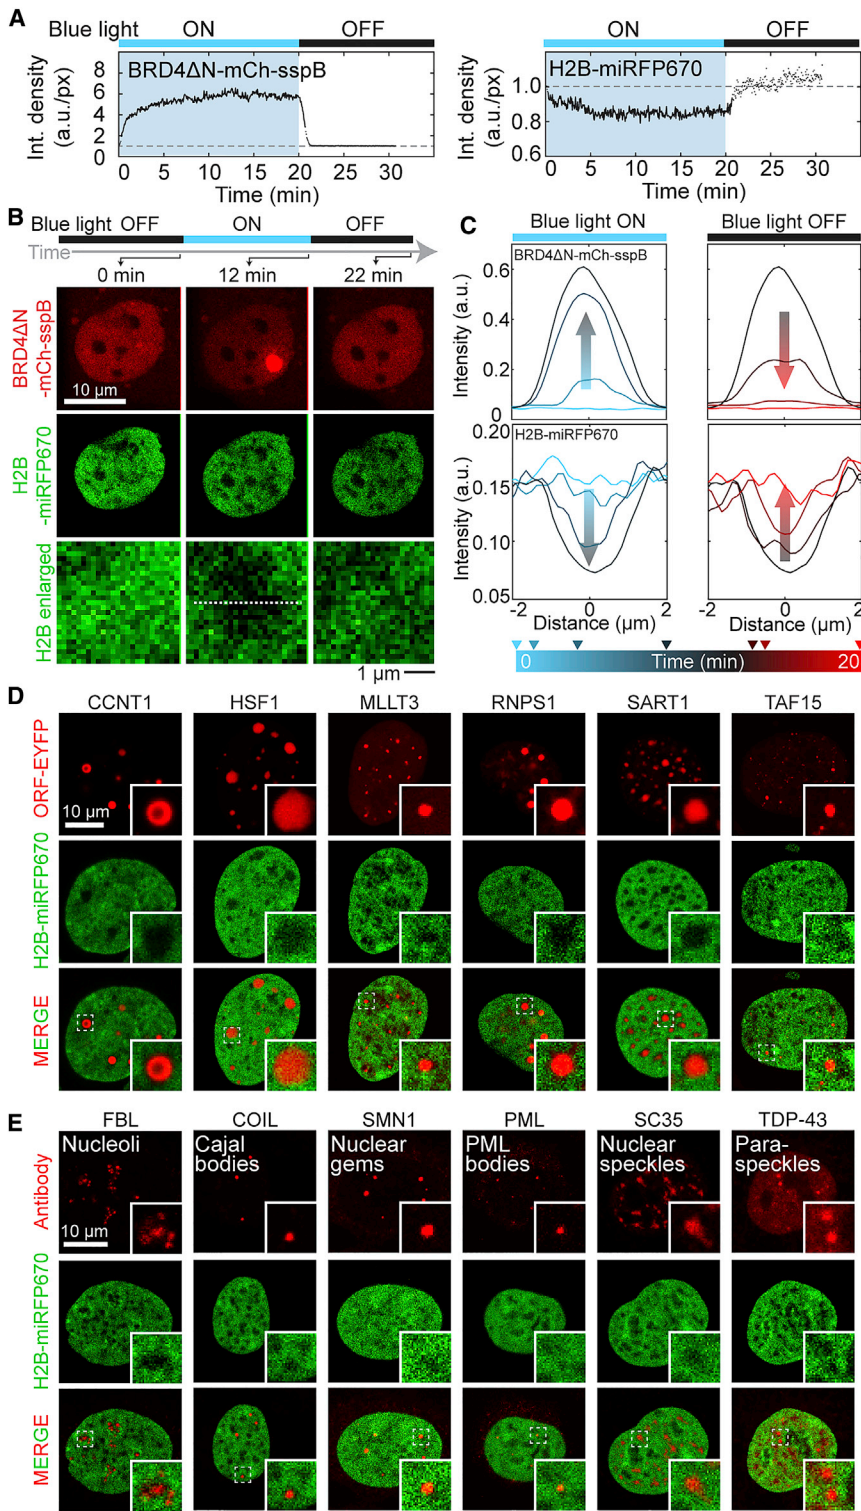 A
Blue light ON OFF
BRD4ΔN-mCh-sspB
Int. density
(a.u./px)
8
6
4
2
0
0 5 10 15 20 25 30
Time (min)
ON OFF
H2B-miRFP670
Int. density
(a.u./px)
1.0
0.8
0.6
0 5 10 15 20 25 30
Time (min)
B
Blue light OFF ON OFF
Time
0 min 12 min 22 min
BRD4ΔN
-mCh-sspB
10 µm
H2B
-miRFP670
H2B enlarged
1 µm
C
Blue light ON Blue light OFF
BRD4ΔN-mCh-sspB
Intensity (a.u.)
0.6
0.4
0.2
0
H2B-miRFP670
Intensity (a.u.)
0.20
0.15
0.10
0.05
-2 0 2 -2 0 2
Distance (µm) Distance (µm)
0 Time (min) 20
D
CCNT1 HSF1 MLLT3 RNPS1 SART1 TAF15
ORF-EYFP
10 µm
H2B-miRFP670
MERGE
E
FBL COIL SMN1 PML SC35 TDP-43
Nucleoli Cajal bodies Nuclear gems PML bodies Nuclear speckles Para-speckles
Antibody
10 µm
H2B-miRFP670
MERGE